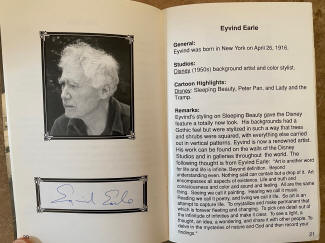 Eyvind Earle
Eyvind Earle
General:
Eyvind was born in New York on April 26, 1916.
Studios:
Disney (1950s) background artist and color stylist.
Cartoon Highlights:
Disney: Sleeping Beauty, Peter Pan, and Lady and the
Tramp.
Remarks:
Eyvind's styling on Sleeping Beauty gave the Disney
feature a totally new look. His backgrounds had a
Gothic feel but were stylized in such a way that trees
and shrubs were squared, with everything else carried
out in vertical patterns. Eyvind is now a renowned artist.
His work can be found on the walls of the Disney
Studios and in galleries throughout the world. The
following thought is from Eyvind Earle: "Art is another word
for life and life is infinite. Beyond definition. Beyond
understanding even. Nothing said can contain but a drop of it. Art
encompasses all aspects of existence. Life and truth and
consciousness and color and sound and feeling. All are the same
thing. Seeing we call it painting. Hearing we call it music.
Reading we call it poetry, and living we call it life. So art is an
attempt to capture life. To crystallize and make permanent that
which is forever fleeting and changing. To pick one detail out of
the infinitude of infinities and make it clear. To see a light, a
thought, an idea, a wandering, and share it with other people. To
delve in the mysteries of nature and God and then record thy
vision."
21